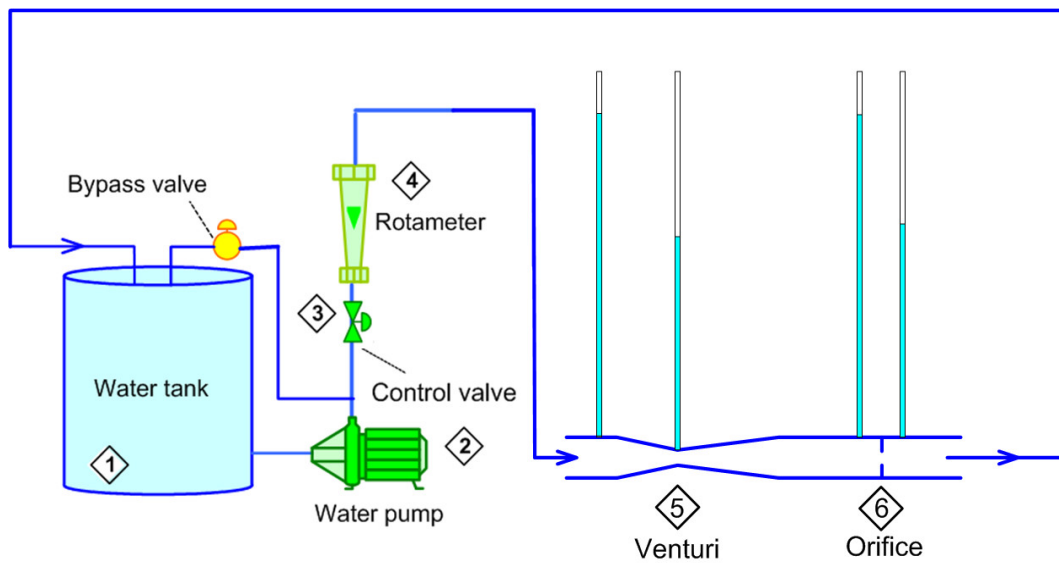 Bypass valve
4
Rotameter
3
Water tank
Control valve
1
2
Water pump
5
6
Venturi
Orifice